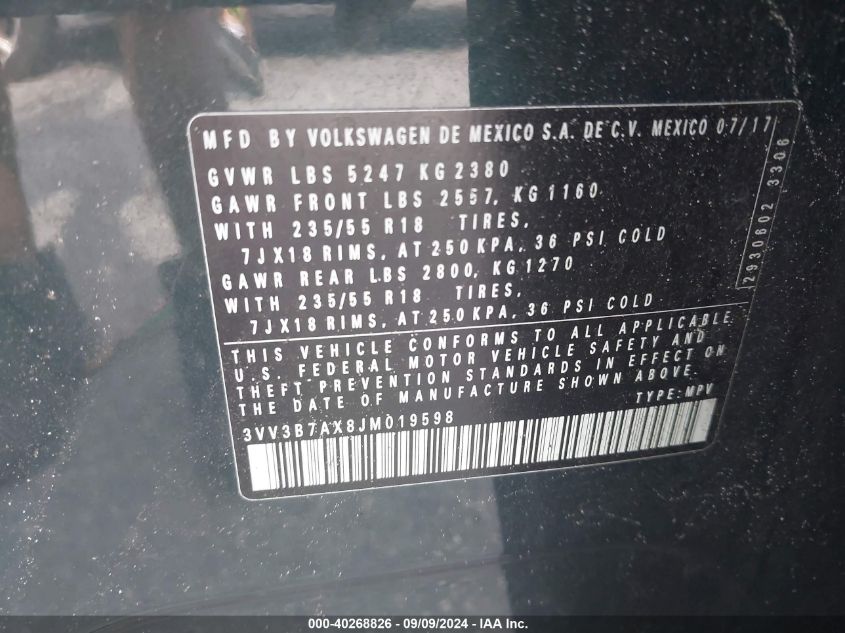 MFD BY VOLKSWAGEN DE MEXICO S.A. DE C.V. MEXICO 07/17
GVWR LBS 5247 KG 2380
GAWR FRONT LBS 2557, KG 1160
WITH 235/55 R18 TIRES,
7JX18 RIMS, AT 250 KPA, 36 PSI COLD
GAWR REAR LBS 2800, KG 1270
WITH 235/55 R18 TIRES,
7JX18 RIMS, AT 250 KPA, 36 PSI COLD
2930802 3306
THIS VEHICLE CONFORMS TO ALL APPLICABLE
U.S. FEDERAL MOTOR VEHICLE SAFETY AND
THEFT PREVENTION STANDARDS IN EFFECT ON
THE DATE OF MANUFACTURE SHOWN ABOVE.
3VV3B7AX8JM019598 TYPE: MPV
000-40268826 - 09/09/2024 - IAA Inc.